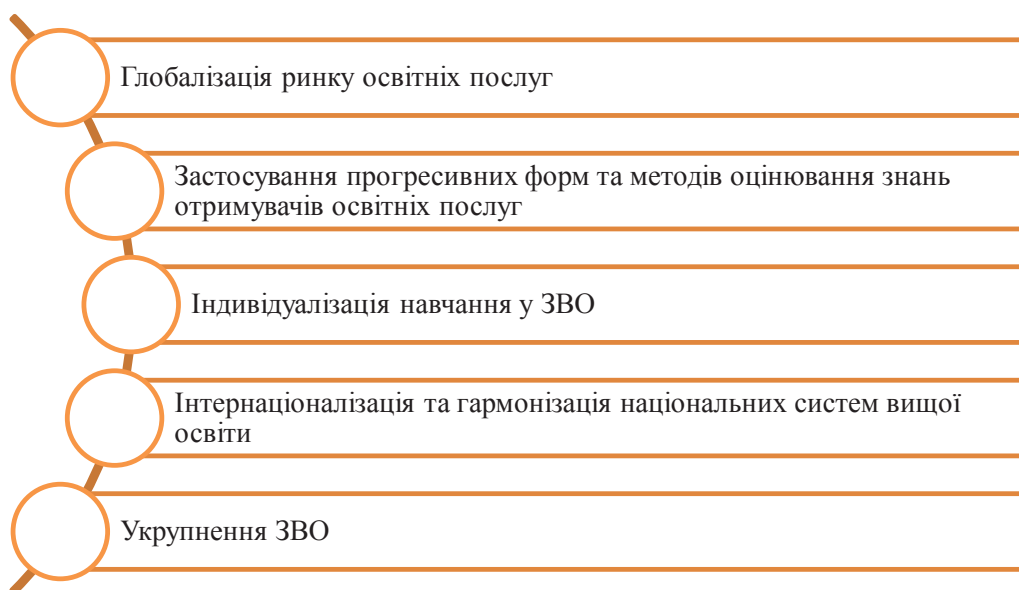 Глобалізація ринку освітніх послуг
Застосування прогресивних форм та методів оцінювання знань
отримувачів освітніх послуг
Індивідуалізація навчання у ЗВО
Інтернаціоналізація та гармонізація національних систем вищої
освіти
Укрупнення ЗВО